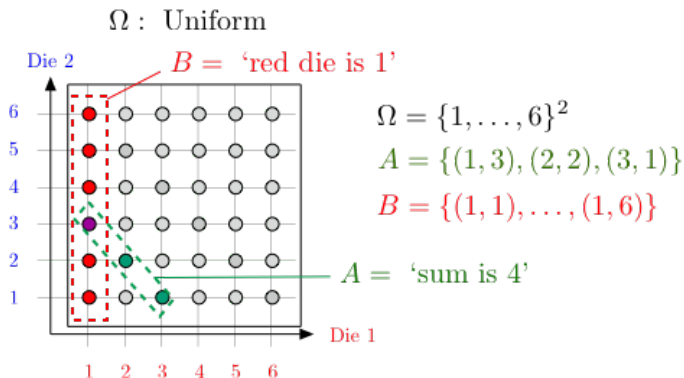 Ω : Uniform
Die 2
B = ‘red die is 1’
6
5
4
3
2
1
Ω = {1, . . . , 6}²
A = {(1, 3), (2, 2), (3, 1)}
B = {(1, 1), . . . , (1, 6)}
A = ‘sum is 4’
Die 1
1 2 3 4 5 6